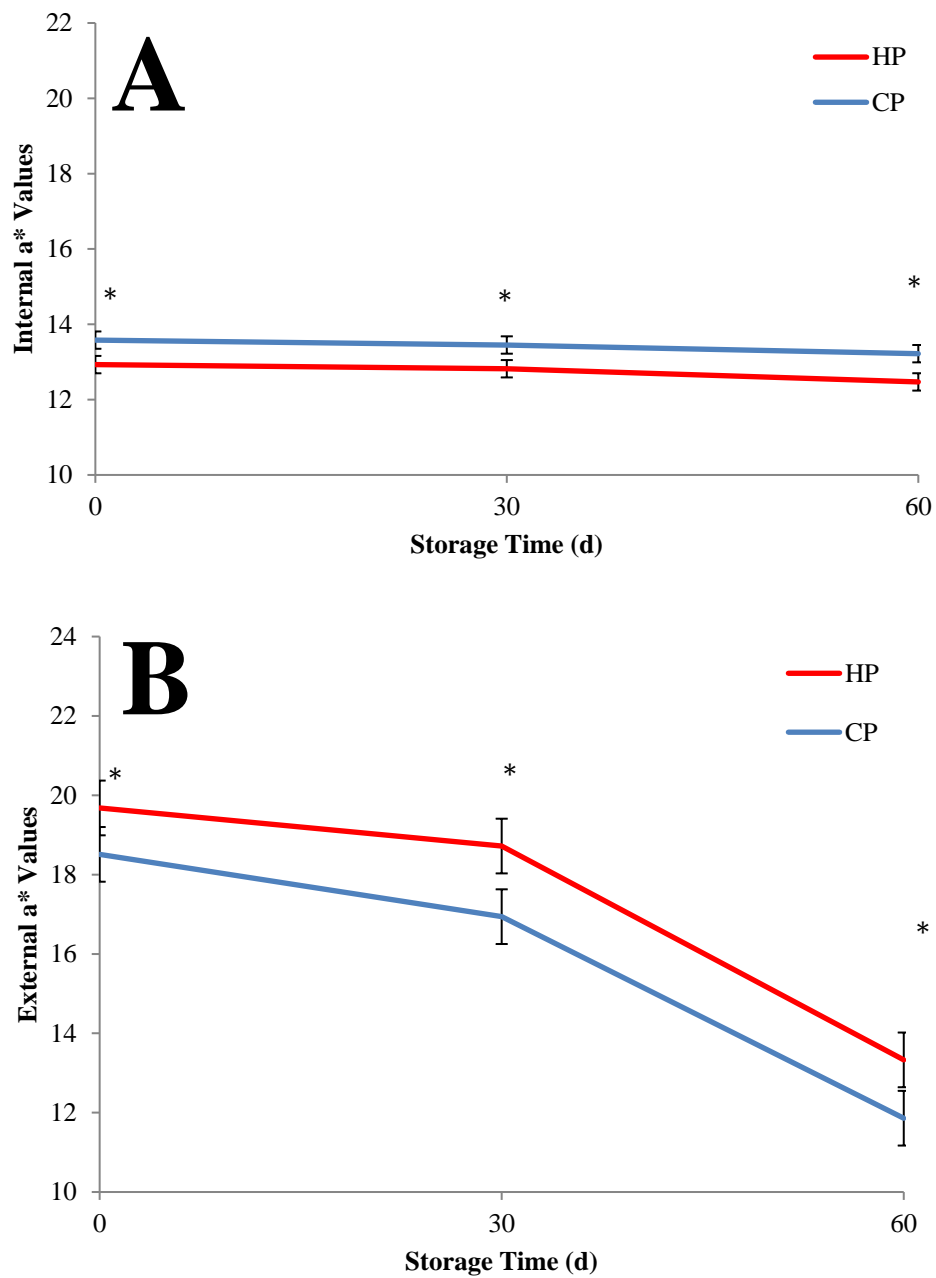 22
20
18
16
14
12
10
Internal a* Values
A
HP
CP
*
*
*
0
30
60
Storage Time (d)
24
22
20
18
16
14
12
10
External a* Values
B
HP
CP
*
*
*
0
30
60
Storage Time (d)